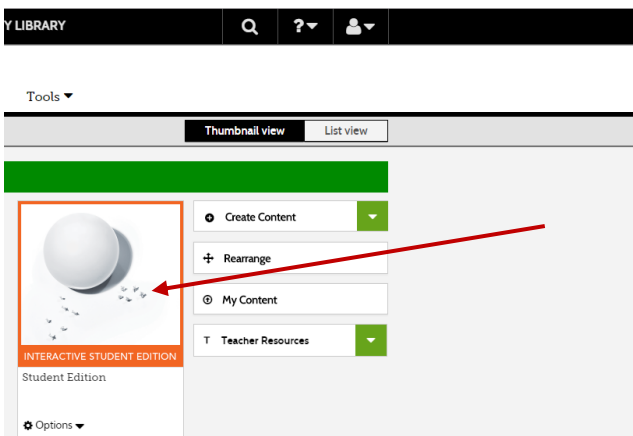 Y LIBRARY
?
Tools
Thumbnail view List view
Create Content
Rearrange
My Content
T Teacher Resources
INTERACTIVE STUDENT EDITION
Student Edition
Options